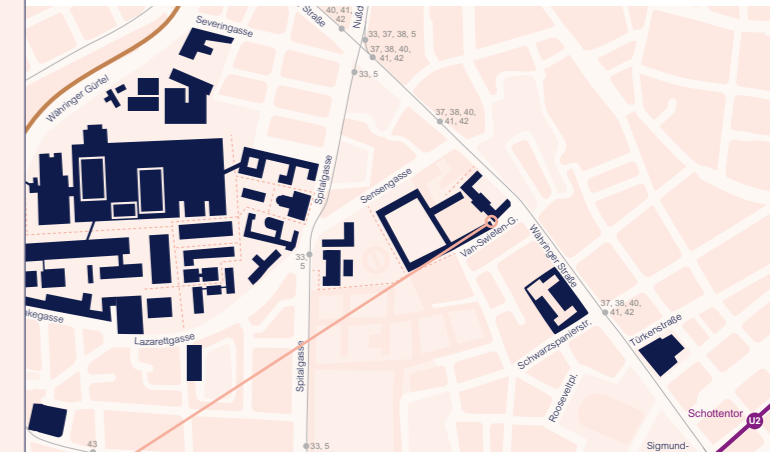 40, 41,
42
Straße
Nußd
33, 37, 38, 5
37, 38, 40,
41, 42
33, 5
Severingasse
Währinger Gürtel
37, 38, 40,
41, 42
Spitalgasse
Sensengasse
Van-Swieten-G.
Währinger Straße
33,
5
37, 38, 40,
41, 42
kegasse
Lazarettgasse
Schwarzspanierstr.
Türkenstraße
Spitalgasse
Rooseveltpl.
Schottentor
U2
43
33, 5
Sigmund-